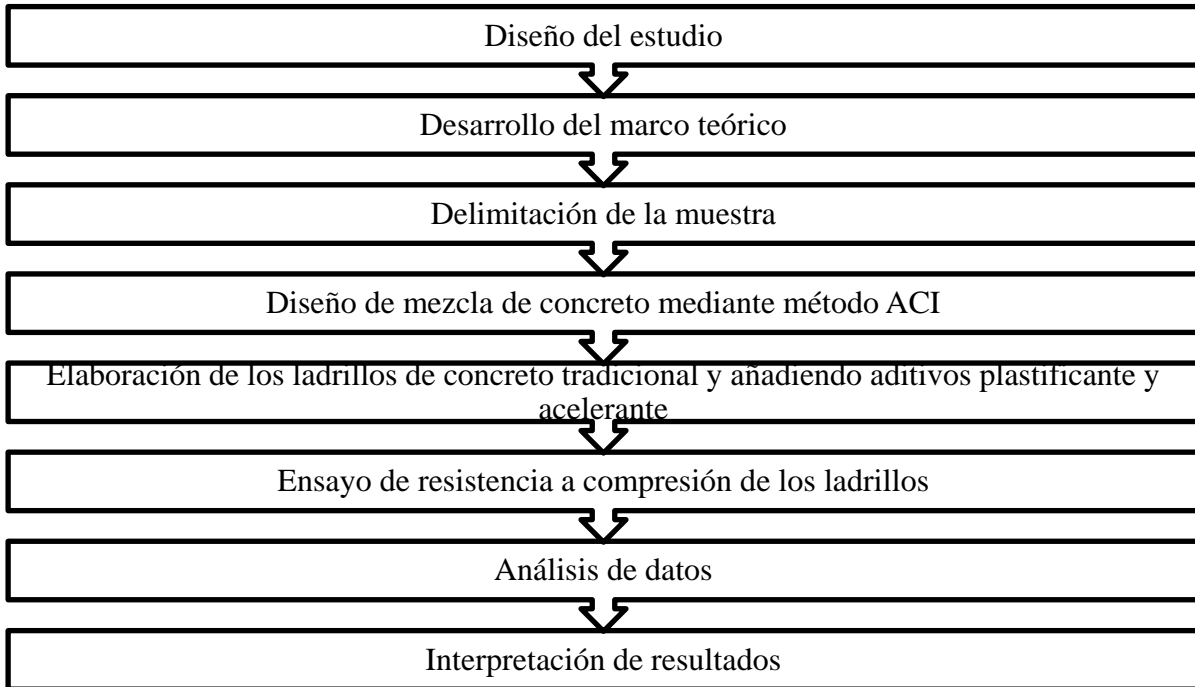 Diseño del estudio
Desarrollo del marco teórico
Delimitación de la muestra
Diseño de mezcla de concreto mediante método ACI
Elaboración de los ladrillos de concreto tradicional y añadiendo aditivos plastificante y
acelerante
Ensayo de resistencia a compresión de los ladrillos
Análisis de datos
Interpretación de resultados